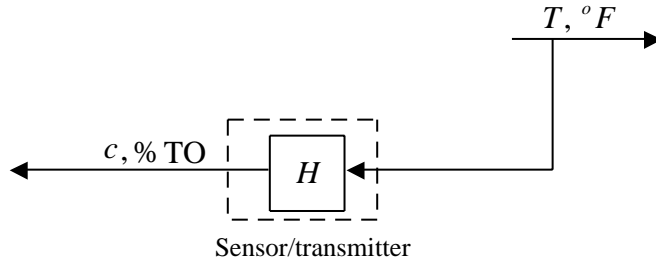 T, °F
c, % TO
H
Sensor/transmitter